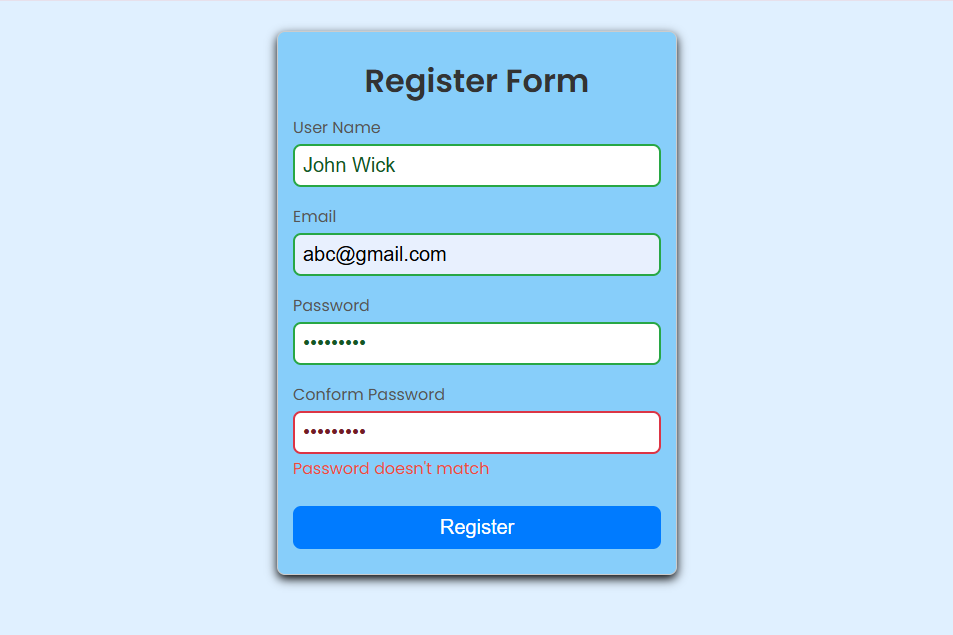 Register Form
User Name
John Wick
Email
abc@gmail.com
Password
•••••••••
Conform Password
•••••••••
Password doesn't match
Register